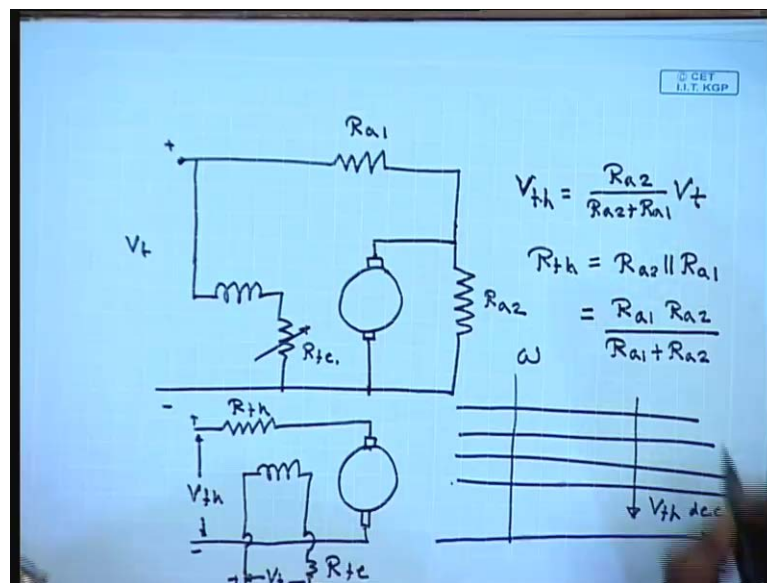 © CET
I.I.T. KGP
Ra1
+
Vt
Ra2
Rfe.
-
Vth = Ra2 / Ra2+Ra1 Vt
Rth = Ra2 || Ra1
= Ra1 Ra2 / Ra1+Ra2
Rth
+
Vth
-
+ Vt -
Rfe
ω
Vth dec